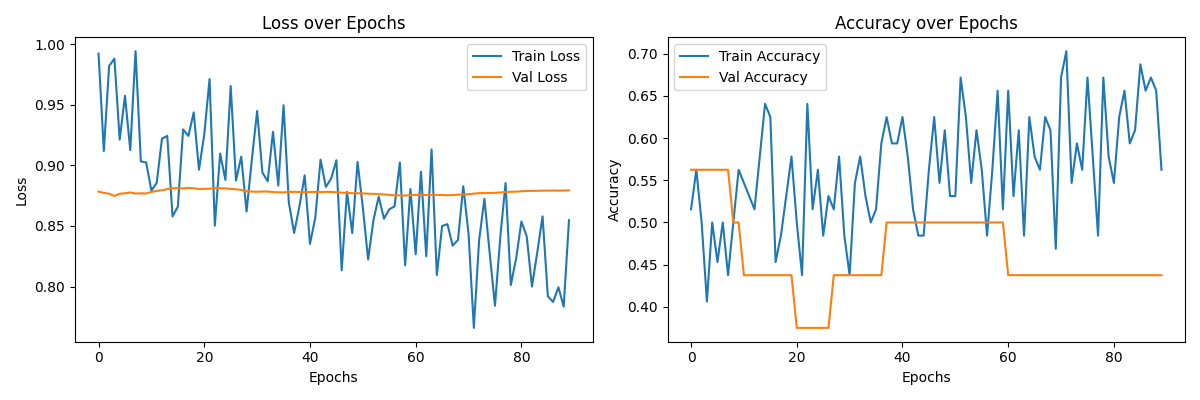 Loss over Epochs
Train Loss
Val Loss
1.00
0.95
0.90
0.85
0.80
Loss
0 20 40 60 80
Epochs
Accuracy over Epochs
Train Accuracy
Val Accuracy
0.70
0.65
0.60
0.55
0.50
0.45
0.40
Accuracy
0 20 40 60 80
Epochs